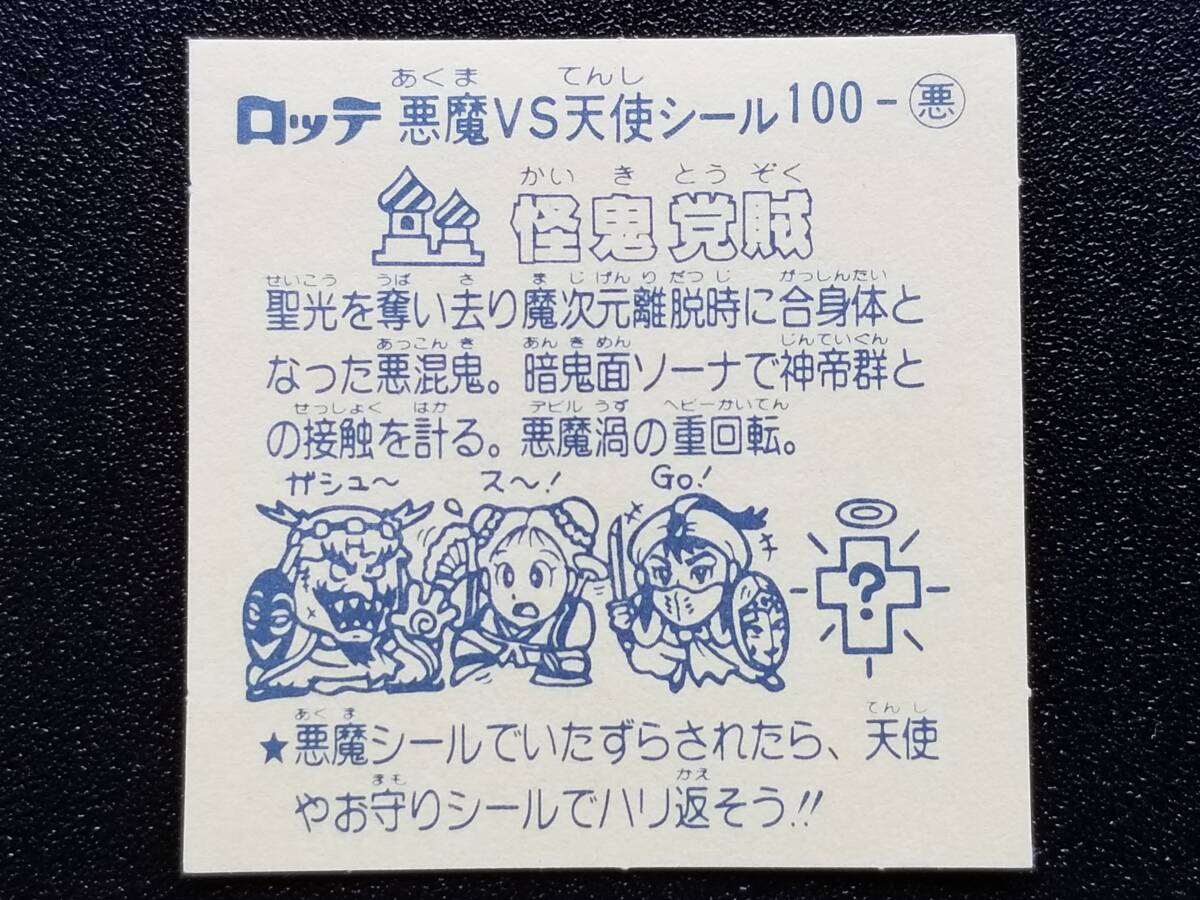 あくま てんし
ロッテ 悪魔VS天使シール100-悪
かい き とう ぞく
怪鬼党賊
せいこう うば さ ま じ げん り だつ じ がっしんたい
聖光を奪い去り魔次元離脱時に合身体と
あっこん き あん き めん じんていぐん
なった悪混鬼。暗鬼面ソーナで神帝群と
せっしょく はか デビル うず ヘビーかいてん
の接触を計る。悪魔渦の重回転。
ガシュ〜 ス〜! Go!
?
あく ま てん し
★悪魔シールでいたずらされたら、天使
まも かえ
やお守りシールでハリ返そう!!